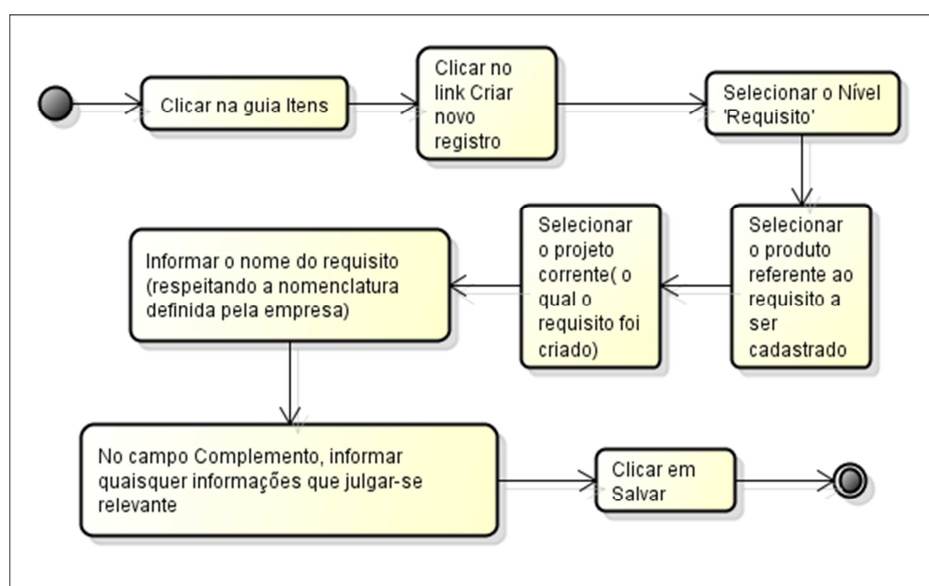 Clicar na guia Itens
Clicar no
link Criar
novo
registro
Selecionar o Nível
'Requisito'
Selecionar
o produto
referente ao
requisito a
ser
cadastrado
Selecionar
o projeto
corrente( o
qual o
requisito foi
criado)
Informar o nome do requisito
(respeitando a nomenclatura
definida pela empresa)
No campo Complemento, informar
quaisquer informações que julgar-se
relevante
Clicar em
Salvar